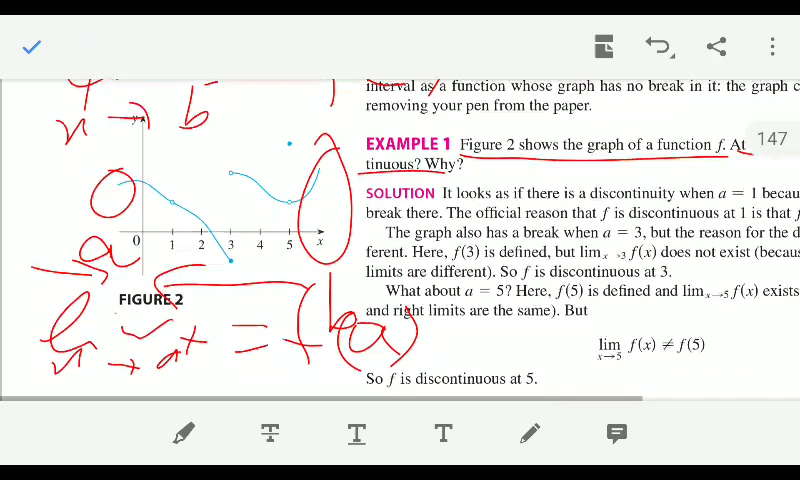 interval as a function whose graph has no break in it: the graph c
removing your pen from the paper.
x → b
y
EXAMPLE 1 Figure 2 shows the graph of a function f. At
147
tinuous? Why?
SOLUTION It looks as if there is a discontinuity when a = 1 becau
break there. The official reason that f is discontinuous at 1 is that f
The graph also has a break when a = 3, but the reason for the d
0 1 2 3 4 5 x
a
ferent. Here, f(3) is defined, but lim x→3 f(x) does not exist (becaus
limits are different). So f is discontinuous at 3.
What about a = 5? Here, f(5) is defined and lim x→5 f(x) exists
FIGURE 2
and right limits are the same). But
x → a+
lim x→5 f(x) ≠ f(5)
So f is discontinuous at 5.
T T T